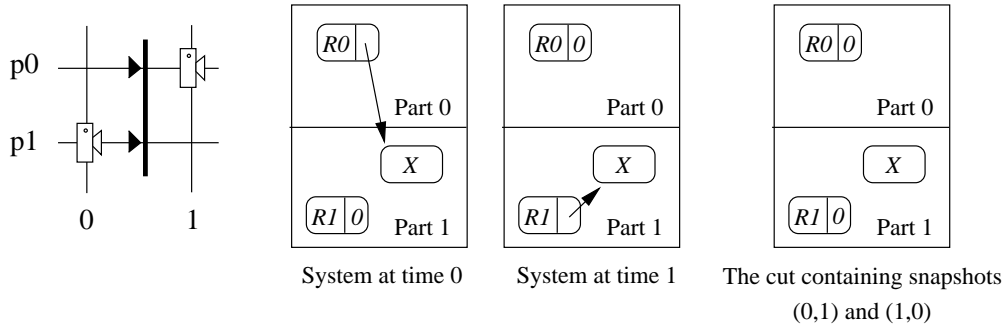 p0
p1
0 1
R0
Part 0
X
R1 0
Part 1
System at time 0
R0 0
Part 0
X
R1
Part 1
System at time 1
R0 0
Part 0
X
R1 0
Part 1
The cut containing snapshots
(0,1) and (1,0)